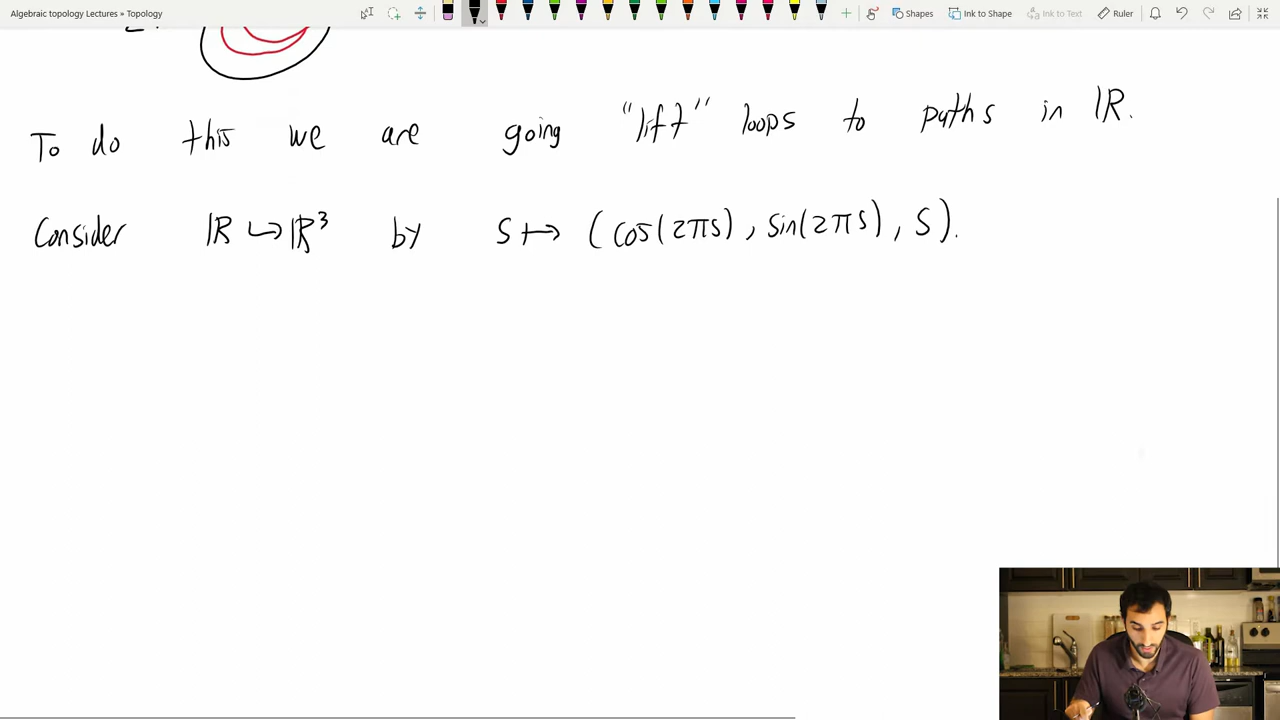 Algebraic topology Lectures » Topology
Shapes Ink to Shape Ink to Text Ruler
To do this we are going "lift" loops to paths in ℝ.
Consider ℝ ↪ ℝ³ by S ↦ (cos(2πs), sin(2πs), S).